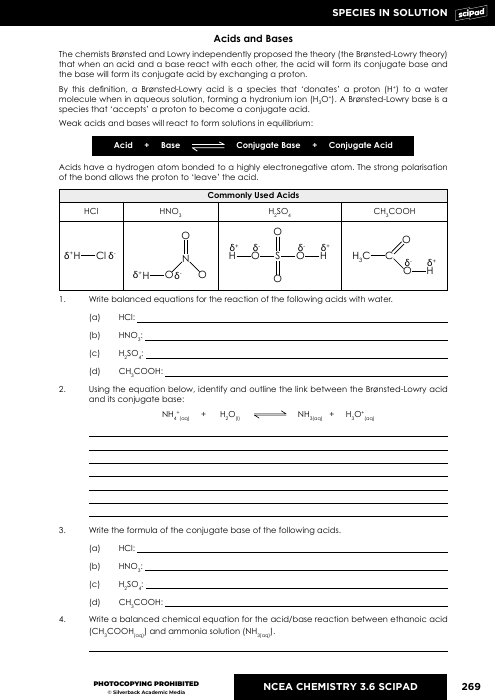 SPECIES IN SOLUTION scipad
Acids and Bases
The chemists Brønsted and Lowry independently proposed the theory (the Brønsted-Lowry theory)
that when an acid and a base react with each other, the acid will form its conjugate base and
the base will form its conjugate acid by exchanging a proton.
By this definition, a Brønsted-Lowry acid is a species that 'donates' a proton (H⁺) to a water
molecule when in aqueous solution, forming a hydronium ion (H₃O⁺). A Brønsted-Lowry base is a
species that 'accepts' a proton to become a conjugate acid.
Weak acids and bases will react to form solutions in equilibrium:
Acid + Base ⇌ Conjugate Base + Conjugate Acid
Acids have a hydrogen atom bonded to a highly electronegative atom. The strong polarisation
of the bond allows the proton to 'leave' the acid.
Commonly Used Acids
HCl HNO₃ H₂SO₄ CH₃COOH
δ⁺H—Cl δ⁻
O
N
δ⁺H—Oδ⁻ O
O
δ⁺ δ⁻ δ⁻ δ⁺
H—O—S—O—H
O
O
H₃C—C
δ⁻ δ⁺
O—H
1. Write balanced equations for the reaction of the following acids with water.
(a) HCl:
(b) HNO₃:
(c) H₂SO₄:
(d) CH₃COOH:
2. Using the equation below, identify and outline the link between the Brønsted-Lowry acid
and its conjugate base:
NH₄⁺(aq) + H₂O(l) ⇌ NH₃(aq) + H₃O⁺(aq)
3. Write the formula of the conjugate base of the following acids.
(a) HCl:
(b) HNO₃:
(c) H₂SO₄:
(d) CH₃COOH:
4. Write a balanced chemical equation for the acid/base reaction between ethanoic acid
(CH₃COOH(aq)) and ammonia solution (NH₃(aq)).
PHOTOCOPYING PROHIBITED
© Silverback Academic Media
NCEA CHEMISTRY 3.6 SCIPAD 269